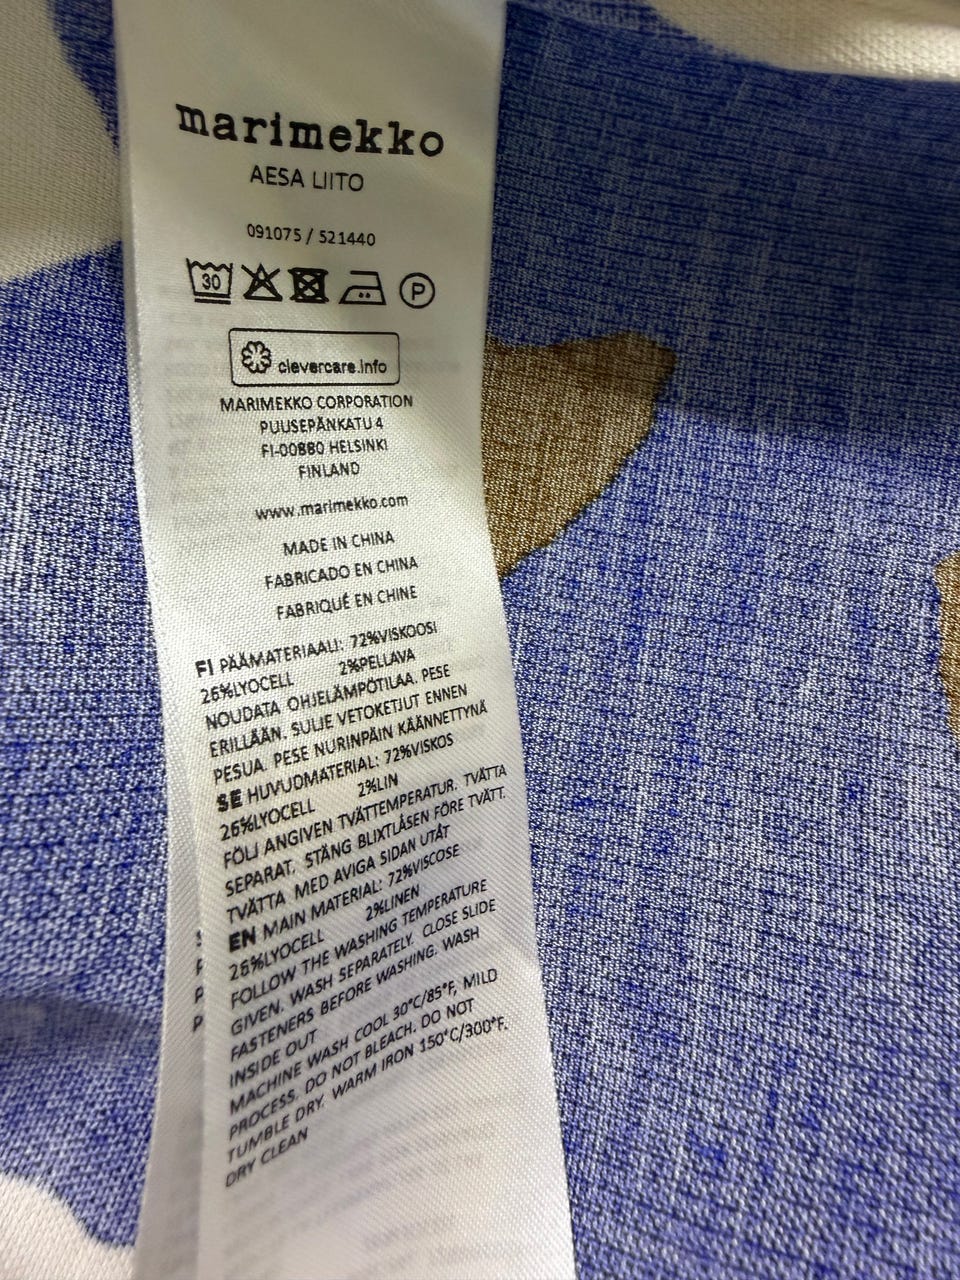 marimekko
AESA LIITO
091075 / 521440
30 P
clevercare.info
MARIMEKKO CORPORATION
PUUSEPÄNKATU 4
FI-00880 HELSINKI
FINLAND
www.marimekko.com
MADE IN CHINA
FABRICADO EN CHINA
FABRIQUÉ EN CHINE
FI PÄÄMATERIAALI: 72%VISKOOSI
26%LYOCELL 2%PELLAVA
NOUDATA OHJELÄMPÖTILAA. PESE
ERILLÄÄN. SULJE VETOKETJUT ENNEN
PESUA. PESE NURINPÄIN KÄÄNNETTYNÄ
SE HUVUDMATERIAL: 72%VISKOS
26%LYOCELL 2%LIN
FÖLJ ANGIVEN TVÄTTEMPERATUR. TVÄTTA
SEPARAT. STÄNG BLIXTLÅSEN FÖRE TVÄTT.
TVÄTTA MED AVIGA SIDAN UTÅT
EN MAIN MATERIAL: 72%VISCOSE
26%LYOCELL 2%LINEN
FOLLOW THE WASHING TEMPERATURE
GIVEN. WASH SEPARATELY. CLOSE SLIDE
FASTENERS BEFORE WASHING. WASH
INSIDE OUT
MACHINE WASH COOL 30°C/85°F, MILD
PROCESS. DO NOT BLEACH. DO NOT
TUMBLE DRY. WARM IRON 150°C/300°F.
DRY CLEAN